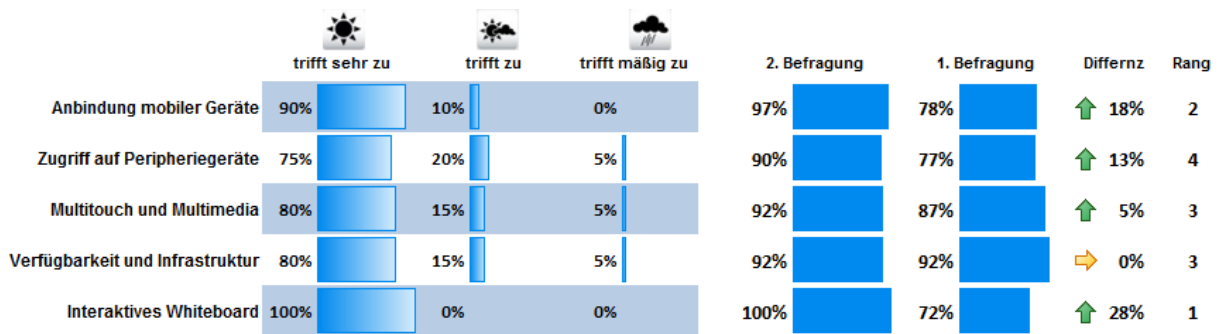 trifft sehr zu trifft zu trifft mäßig zu 2. Befragung 1. Befragung Differnz Rang
Anbindung mobiler Geräte 90% 10% 0% 97% 78% 18% 2
Zugriff auf Peripheriegeräte 75% 20% 5% 90% 77% 13% 4
Multitouch und Multimedia 80% 15% 5% 92% 87% 5% 3
Verfügbarkeit und Infrastruktur 80% 15% 5% 92% 92% 0% 3
Interaktives Whiteboard 100% 0% 0% 100% 72% 28% 1